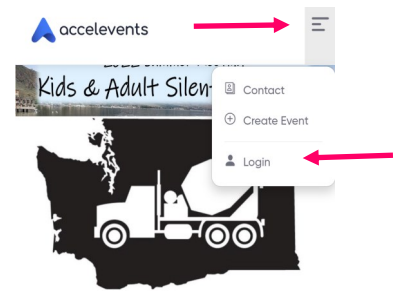 accelevents
Kids & Adult Silen
Contact
Create Event
Login